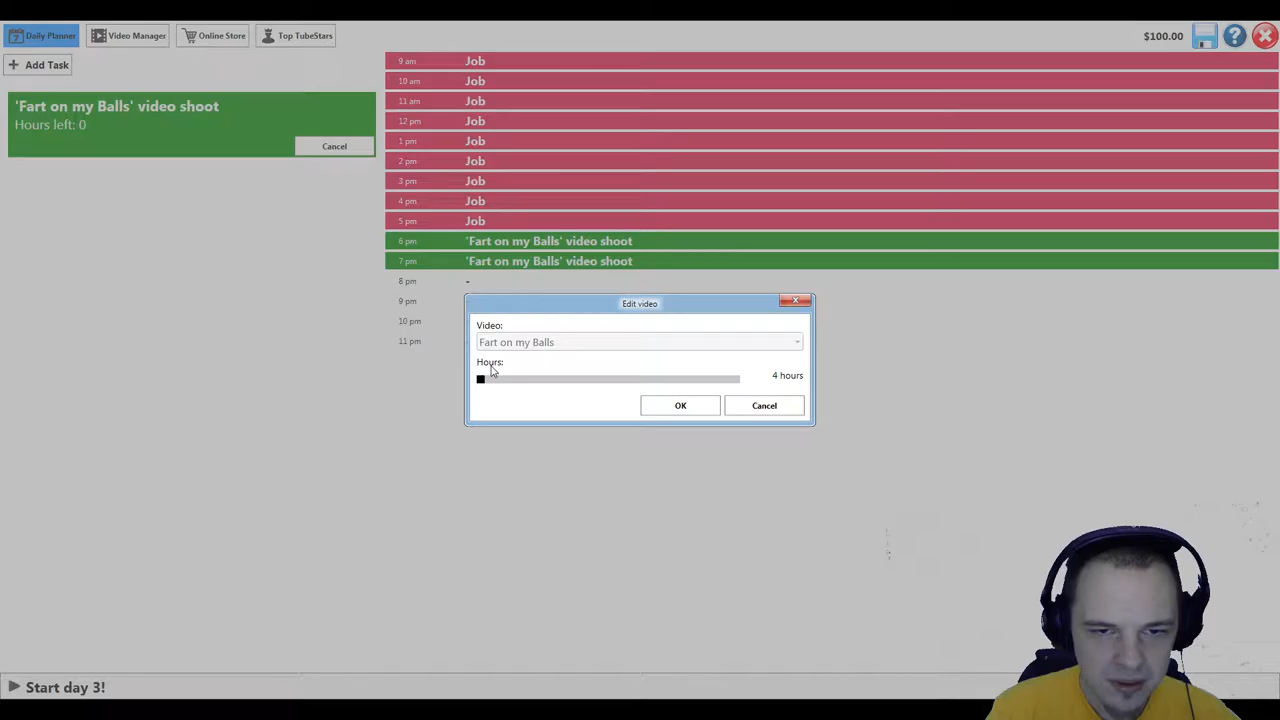 Daily Planner Video Manager Online Store Top TubeStars $100.00
+ Add Task
'Fart on my Balls' video shoot
Hours left: 0
Cancel
9 am Job
10 am Job
11 am Job
12 pm Job
1 pm Job
2 pm Job
3 pm Job
4 pm Job
5 pm Job
6 pm 'Fart on my Balls' video shoot
7 pm 'Fart on my Balls' video shoot
8 pm -
9 pm
10 pm
11 pm
Edit video
Video:
Fart on my Balls
Hours:
4 hours
OK Cancel
Start day 3!